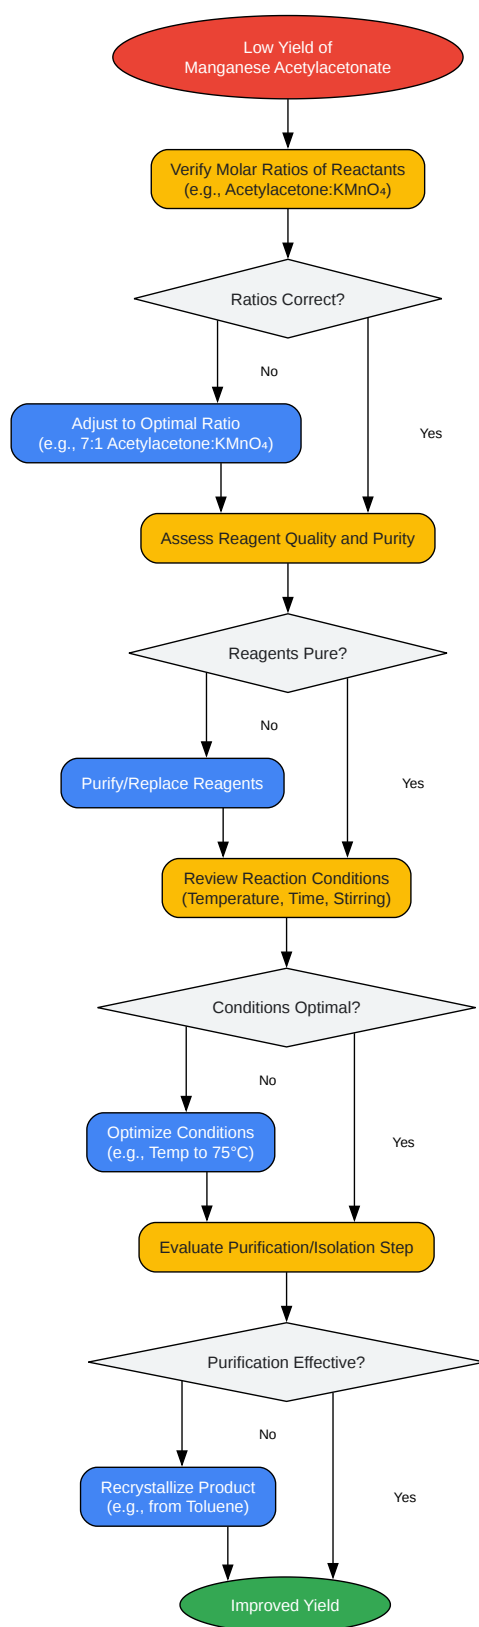 Low Yield of
Manganese Acetylacetonate
Verify Molar Ratios of Reactants
(e.g., Acetylacetone:KMnO₄)
Ratios Correct?
No
Adjust to Optimal Ratio
(e.g., 7:1 Acetylacetone:KMnO₄)
Yes
Assess Reagent Quality and Purity
Reagents Pure?
No
Purify/Replace Reagents
Yes
Review Reaction Conditions
(Temperature, Time, Stirring)
Conditions Optimal?
No
Optimize Conditions
(e.g., Temp to 75°C)
Yes
Evaluate Purification/Isolation Step
Purification Effective?
No
Recrystallize Product
(e.g., from Toluene)
Yes
Improved Yield